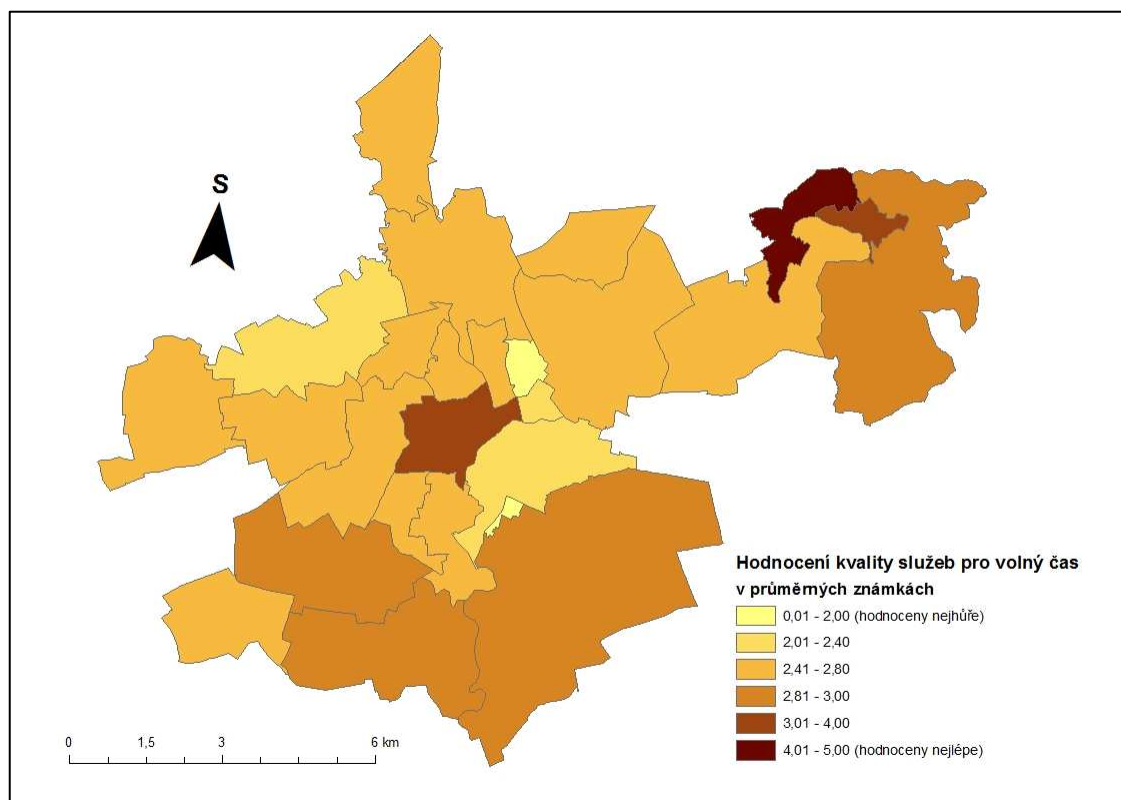 S
Hodnocení kvality služeb pro volný čas
v průměrných známkách
0,01 - 2,00 (hodnoceny nejhůře)
2,01 - 2,40
2,41 - 2,80
2,81 - 3,00
3,01 - 4,00
4,01 - 5,00 (hodnoceny nejlépe)
0 1,5 3 6 km